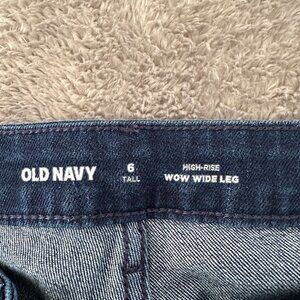 OLD NAVY
6
TALL
HIGH-RISE
WOW WIDE LEG